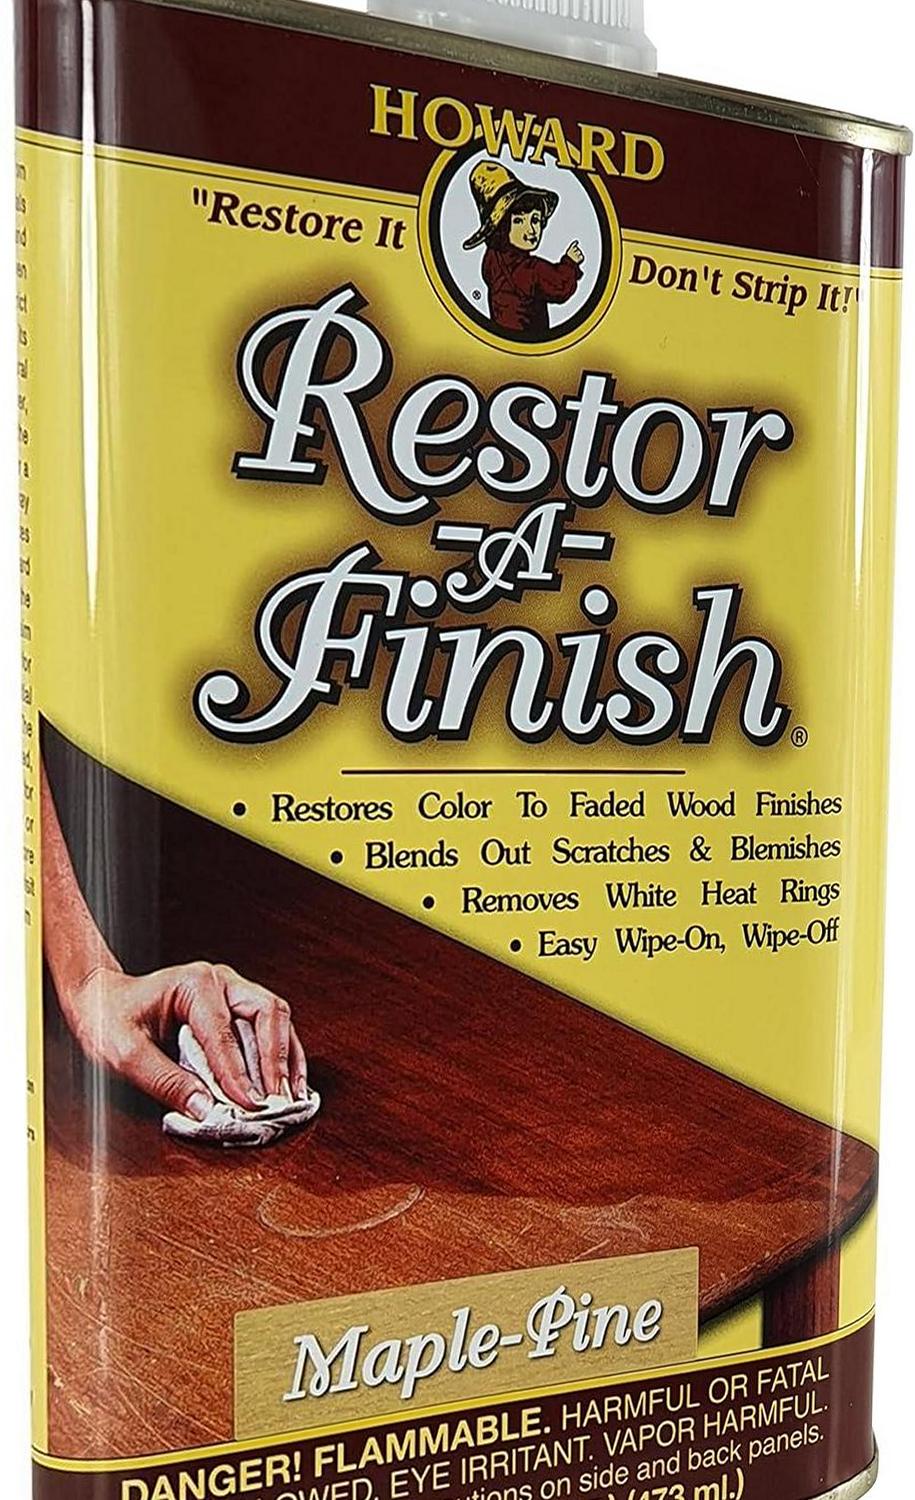 HOWARD
"Restore It
Don't Strip It!"
®
Restor
-A-
Finish®
• Restores Color To Faded Wood Finishes
• Blends Out Scratches & Blemishes
• Removes White Heat Rings
• Easy Wipe-On, Wipe-Off
Maple-Pine
DANGER! FLAMMABLE. HARMFUL OR FATAL
EYE IRRITANT. VAPOR HARMFUL.
on side and back panels.
(473 ml.)